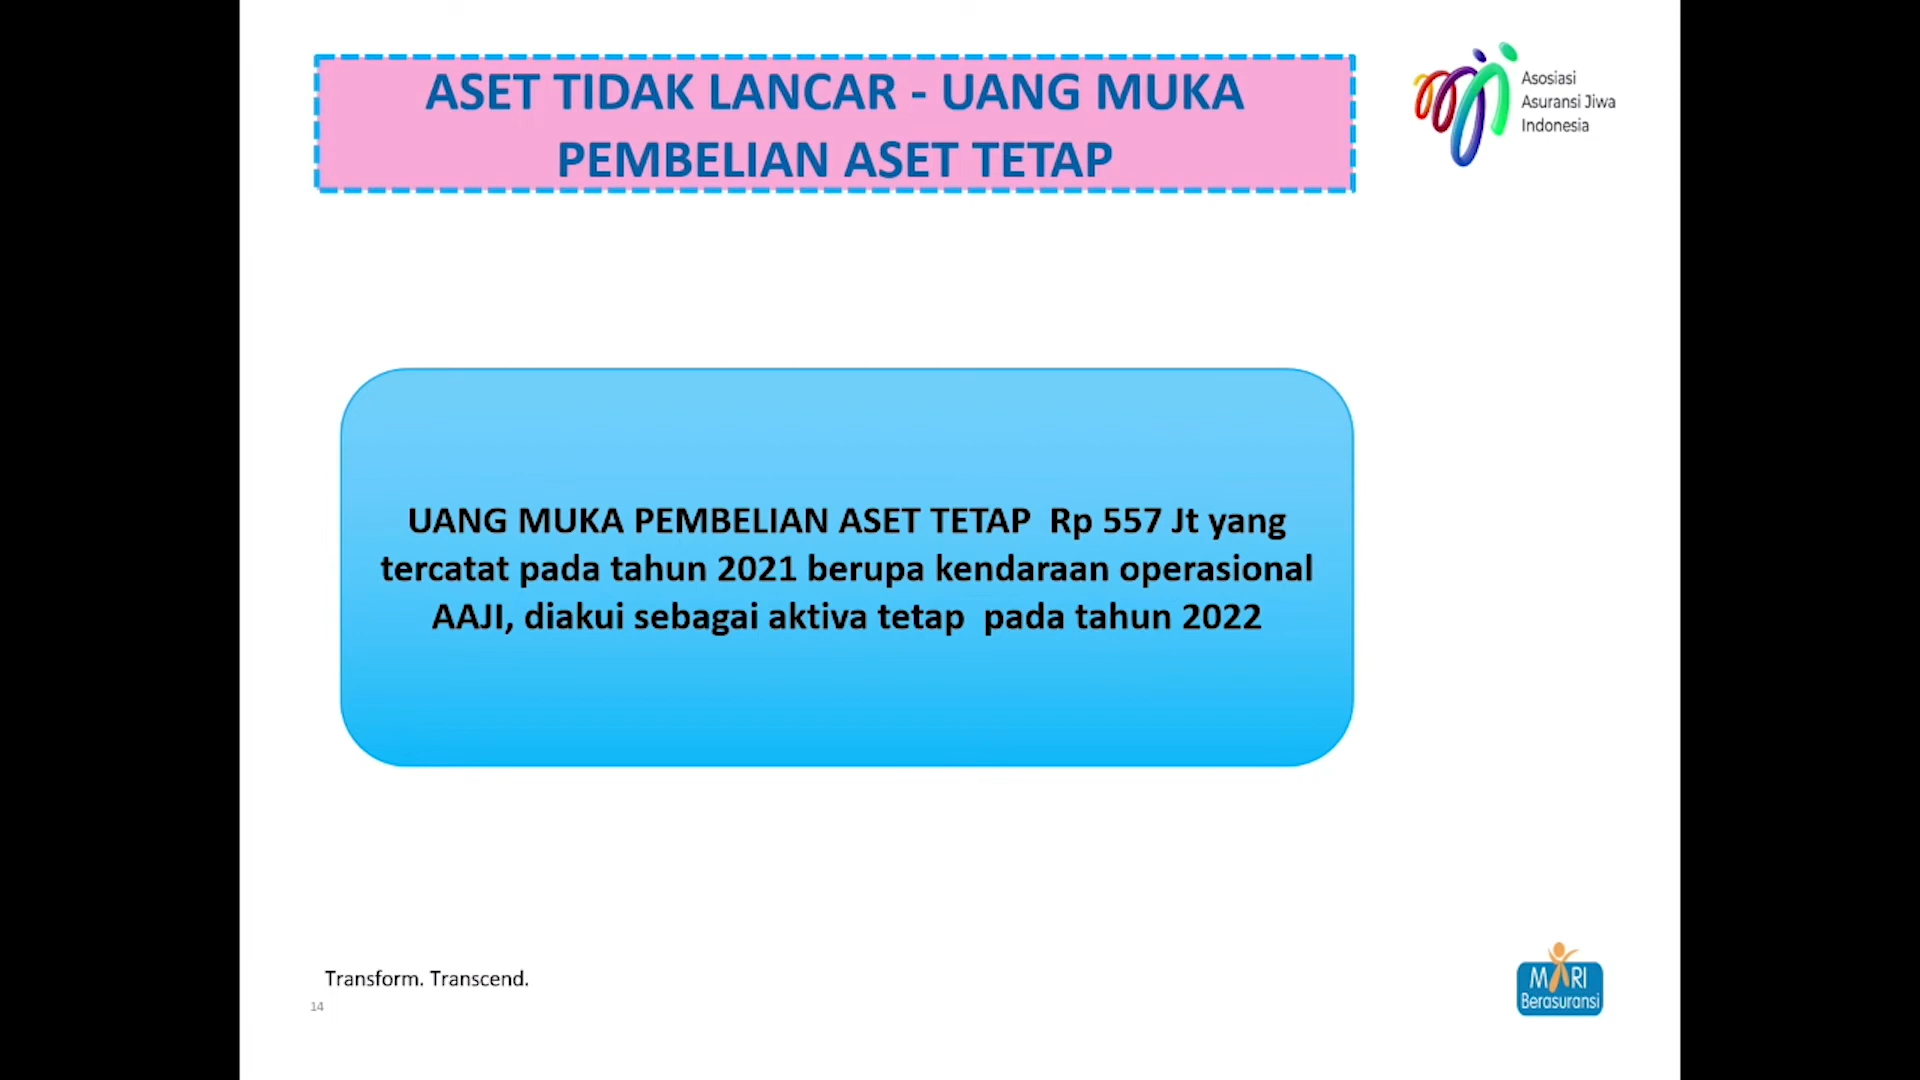 ASET TIDAK LANCAR - UANG MUKA
PEMBELIAN ASET TETAP
Asosiasi
Asuransi Jiwa
Indonesia
UANG MUKA PEMBELIAN ASET TETAP  Rp 557 Jt yang
tercatat pada tahun 2021 berupa kendaraan operasional
AAJI, diakui sebagai aktiva tetap  pada tahun 2022
Transform. Transcend.
14
MARI
Berasuransi